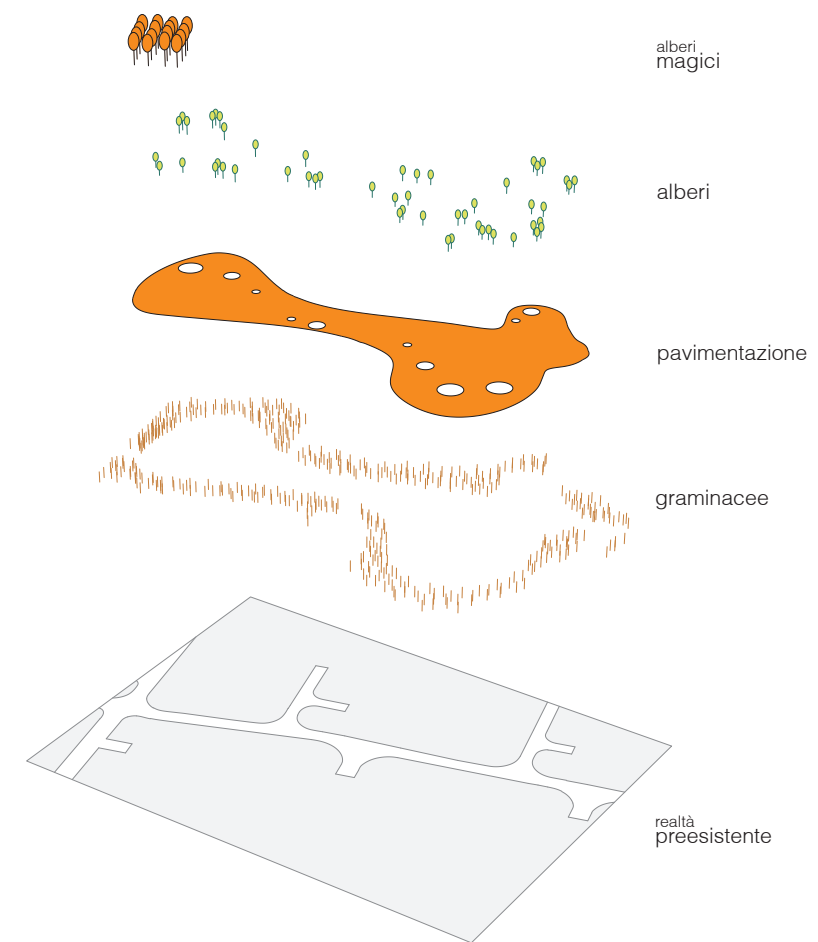 alberi
magici
alberi
pavimentazione
graminacee
realtà
preesistente